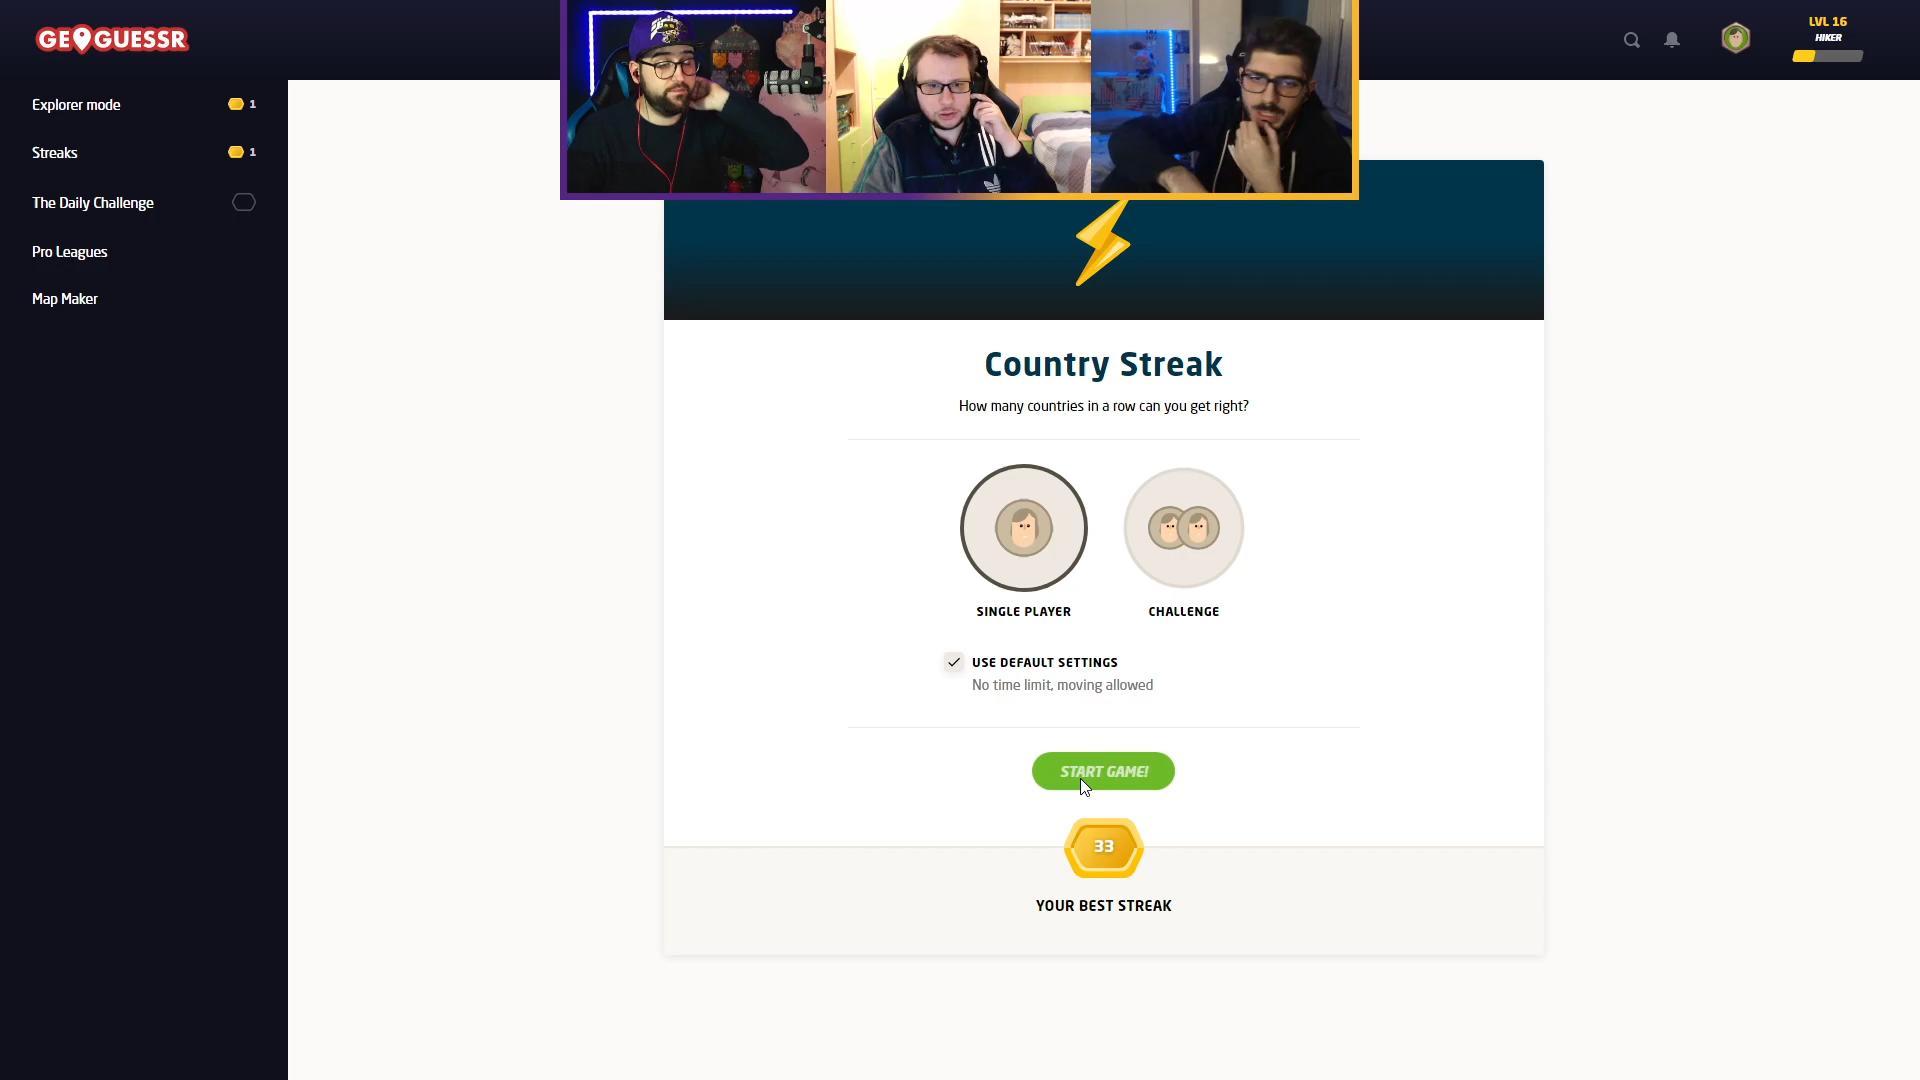 GEOGUESSR
LVL 16
HIKER
Explorer mode 1
Streaks 1
The Daily Challenge
Pro Leagues
Map Maker
Country Streak
How many countries in a row can you get right?
SINGLE PLAYER
CHALLENGE
USE DEFAULT SETTINGS
No time limit, moving allowed
START GAME!
33
YOUR BEST STREAK